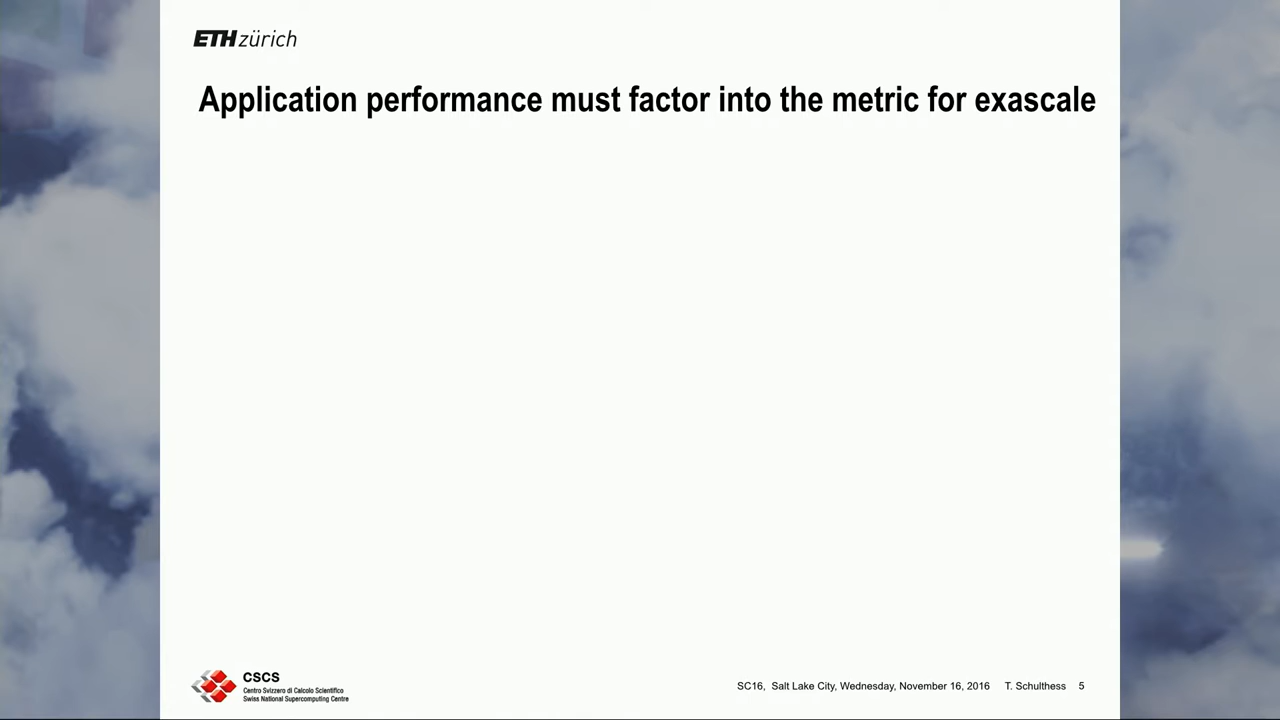 ETH zürich
Application performance must factor into the metric for exascale
CSCS
Centro Svizzero di Calcolo Scientifico
Swiss National Supercomputing Centre
SC16, Salt Lake City, Wednesday, November 16, 2016 T. Schulthess 5